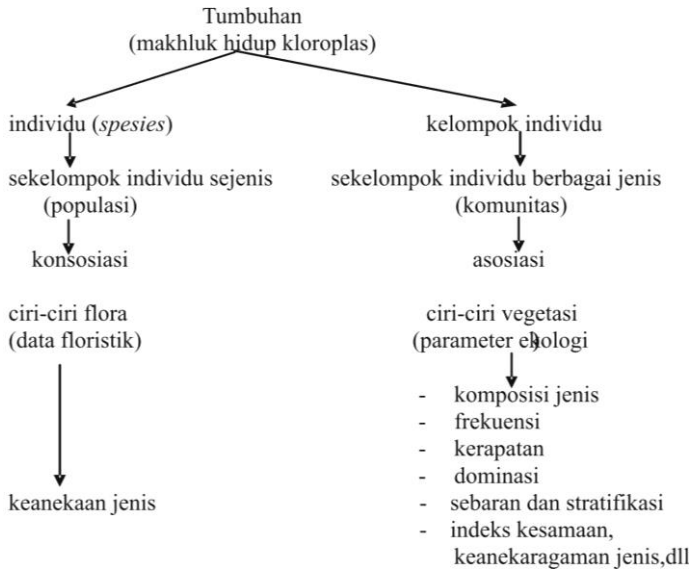 Tumbuhan
(makhluk hidup kloroplas)
individu (spesies)
kelompok individu
sekelompok individu sejenis
(populasi)
sekelompok individu berbagai jenis
(komunitas)
konsosiasi
asosiasi
ciri-ciri flora
(data floristik)
ciri-ciri vegetasi
(parameter ekologi)
- komposisi jenis
- frekuensi
- kerapatan
- dominasi
keanekaan jenis
- sebaran dan stratifikasi
- indeks kesamaan,
keanekaragaman jenis,dll